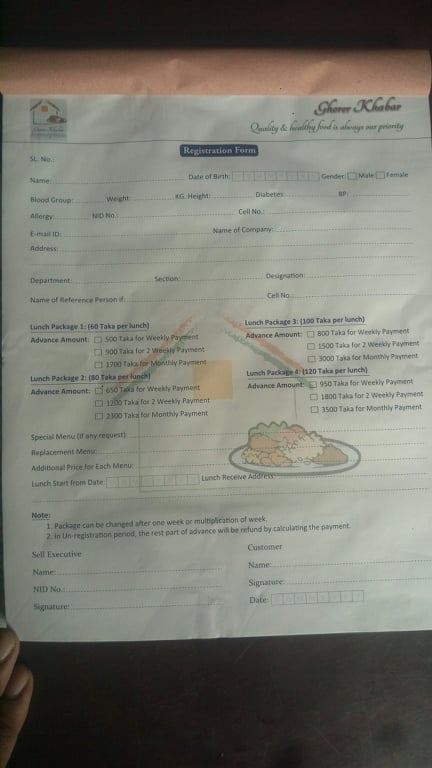 Ghorer Khabar
Quality & healthy food is always our priority
Registration Form
SL. No.:
Name: Date of Birth: Gender: Male Female
Blood Group: Weight: KG. Height: Diabetes: BP:
Allergy: NID No.: Cell No.:
E-mail ID: Name of Company:
Address:
Department: Section: Designation:
Name of Reference Person if: Cell No.:
Lunch Package 1: (60 Taka per lunch)
Advance Amount: 500 Taka for Weekly Payment
900 Taka for 2 Weekly Payment
1700 Taka for Monthly Payment
Lunch Package 2: (80 Taka per lunch)
Advance Amount: 650 Taka for Weekly Payment
1200 Taka for 2 Weekly Payment
2300 Taka for Monthly Payment
Lunch Package 3: (100 Taka per lunch)
Advance Amount: 800 Taka for Weekly Payment
1500 Taka for 2 Weekly Payment
3000 Taka for Monthly Payment
Lunch Package 4: (120 Taka per lunch)
Advance Amount: 950 Taka for Weekly Payment
1800 Taka for 2 Weekly Payment
3500 Taka for Monthly Payment
Special Menu (if any request):
Replacement Menu:
Additional Price for Each Menu:
Lunch Start from Date: Lunch Receive Address:
Note:
1. Package can be changed after one week or multiplication of week.
2. In Un-registration period, the rest part of advance will be refund by calculating the payment.
Sell Executive
Name:
NID No.:
Signature:
Customer
Name:
Signature:
Date: